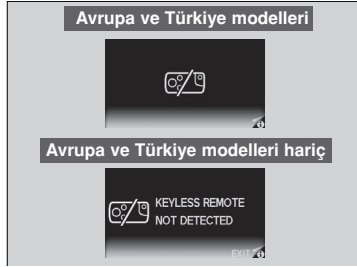 Avrupa ve Türkiye modelleri
Avrupa ve Türkiye modelleri hariç
KEYLESS REMOTE
NOT DETECTED
EXIT